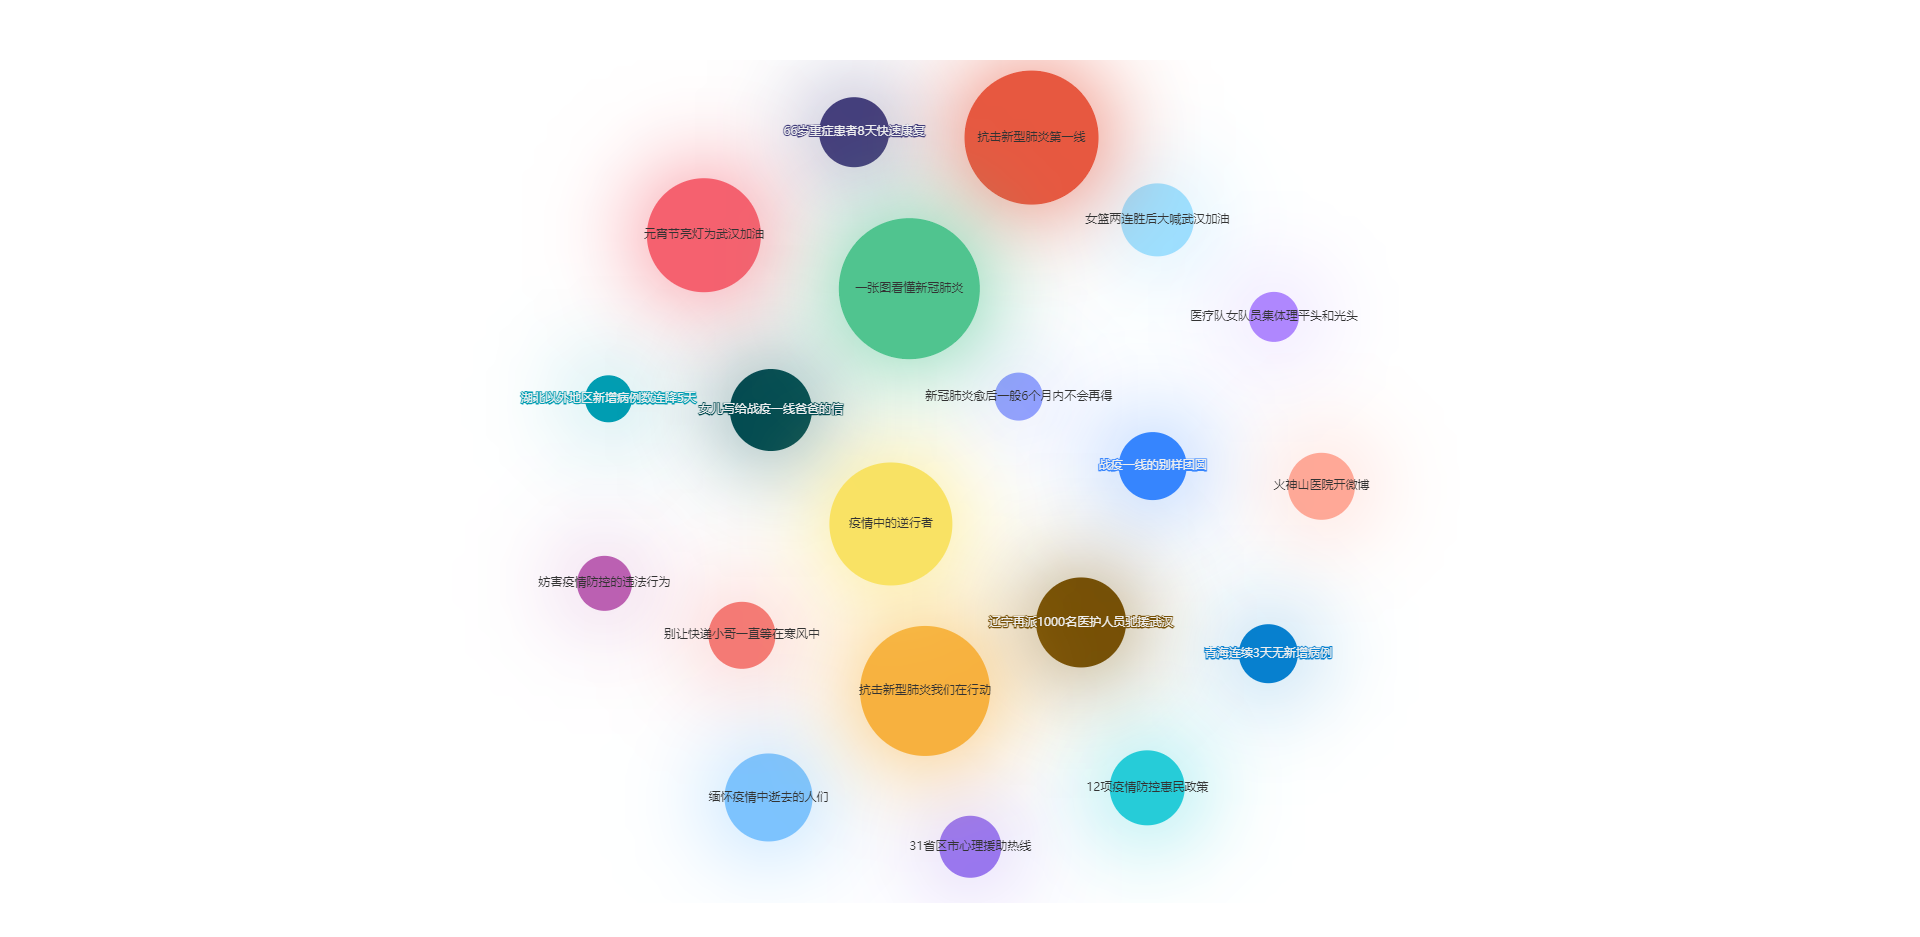 66岁重症患者8天快速康复
抗击新型肺炎第一线
女篮两连胜后大喊武汉加油
元宵节亮灯为武汉加油
一张图看懂新冠肺炎
医疗队女队员集体理平头和光头
湖北以外地区新增病例数连降5天
女儿写给战疫一线爸爸的信
新冠肺炎愈后一般6个月内不会再得
战疫一线的别样团圆
火神山医院开微博
疫情中的逆行者
妨害疫情防控的违法行为
别让快递小哥一直等在寒风中
辽宁再派1000名医护人员驰援武汉
青海连续3天无新增病例
抗击新型肺炎我们在行动
缅怀疫情中逝去的人们
12项疫情防控惠民政策
31省区市心理援助热线